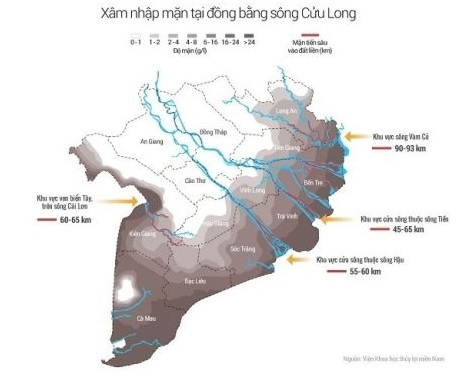 Xâm nhập mặn tại đồng bằng sông Cửu Long
0-1 1-2 2-4 4-8 6-16 16-24 >24
Độ mặn (g/l)
Mặn tiến sâu
vào đất liền (km)
Long An
Đồng Tháp
An Giang
Tiền Giang
Khu vực sông Vàm Cỏ
90-93 km
Cần Thơ
Bến Tre
Vĩnh Long
Khu vực ven biển Tây,
trên sông Cái Lớn
60-65 km
Trà Vinh
Khu vực cửa sông thuộc sông Tiền
45-65 km
Hậu Giang
Kiên Giang
Sóc Trăng
Khu vực cửa sông thuộc sông Hậu
55-60 km
Bạc Liêu
Cà Mau
Nguồn: Viện Khoa học thủy lợi miền Nam